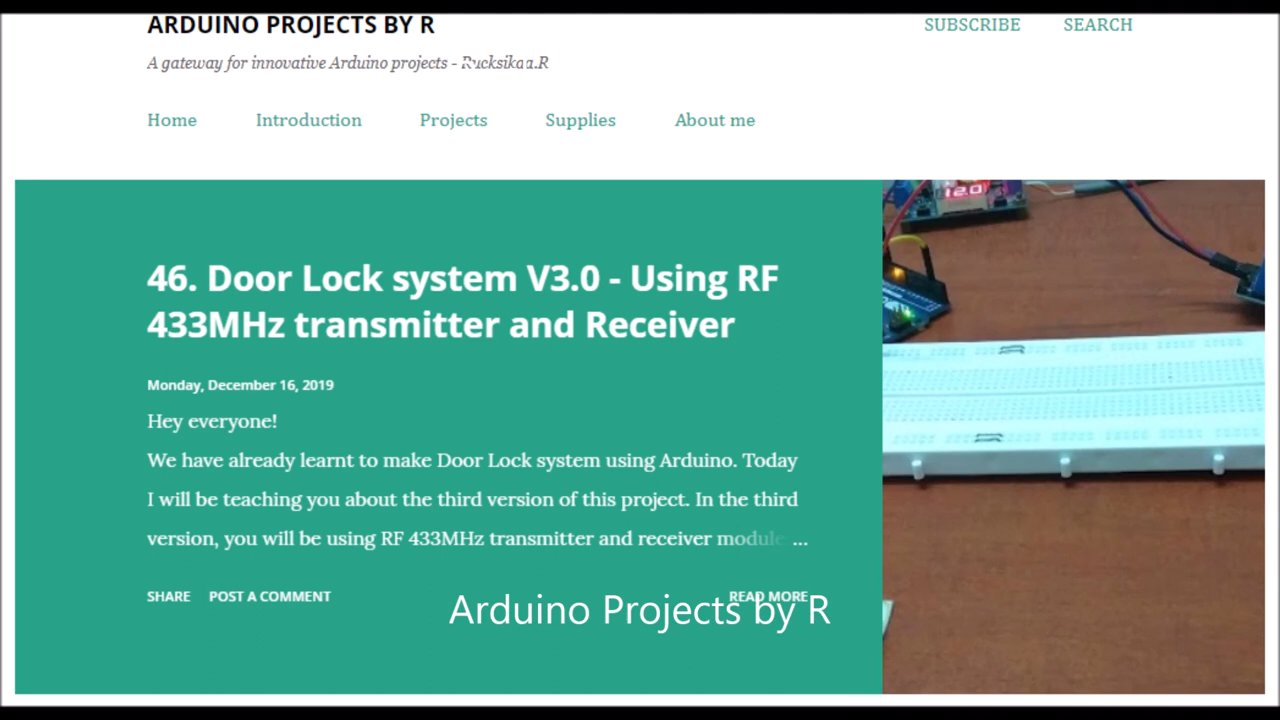 ARDUINO PROJECTS BY R
SUBSCRIBE SEARCH
A gateway for innovative Arduino projects - Rucksikaa.R
Home Introduction Projects Supplies About me
12.0
46. Door Lock system V3.0 - Using RF
433MHz transmitter and Receiver
Monday, December 16, 2019
Hey everyone!
We have already learnt to make Door Lock system using Arduino. Today
I will be teaching you about the third version of this project. In the third
version, you will be using RF 433MHz transmitter and receiver module ...
SHARE POST A COMMENT READ MORE
Arduino Projects by R